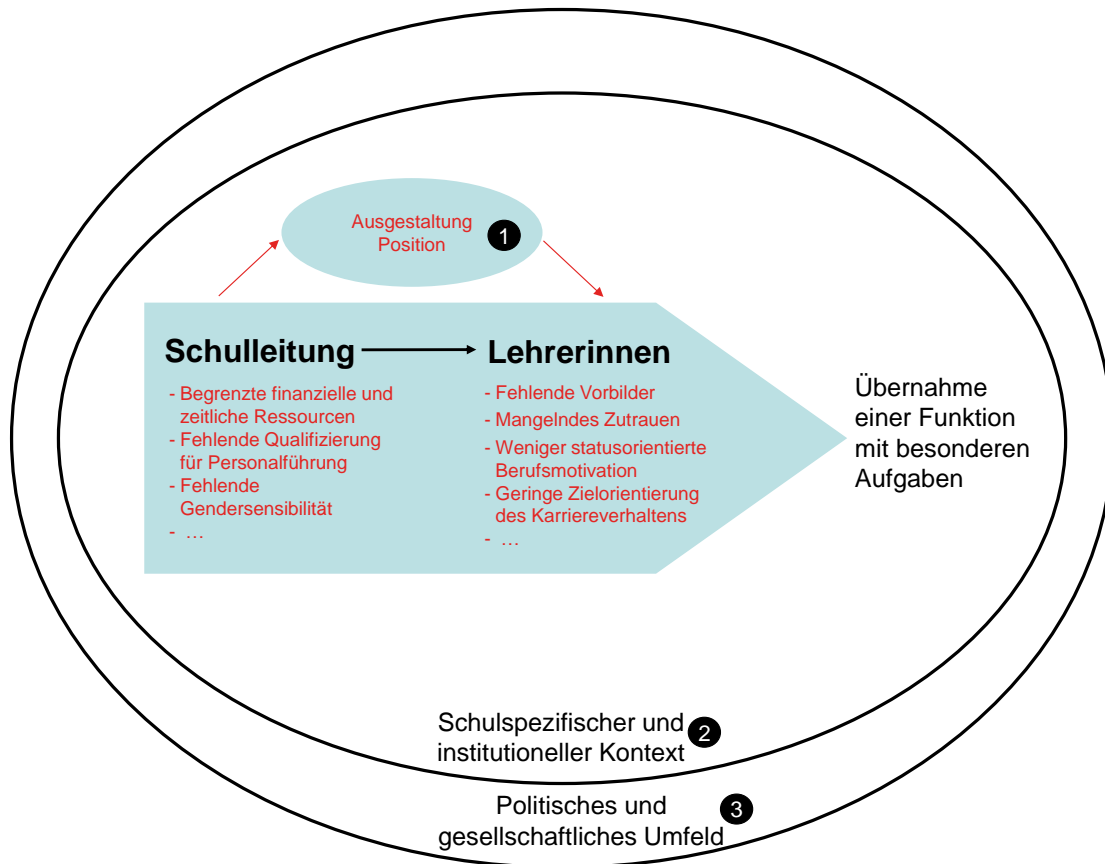 Ausgestaltung
Position
1
Schulleitung
- Begrenzte finanzielle und
zeitliche Ressourcen
- Fehlende Qualifizierung
für Personalführung
- Fehlende
Gendersensibilität
- …
Lehrerinnen
- Fehlende Vorbilder
- Mangelndes Zutrauen
- Weniger statusorientierte
Berufsmotivation
- Geringe Zielorientierung
des Karriereverhaltens
- …
Übernahme
einer Funktion
mit besonderen
Aufgaben
Schulspezifischer und
institutioneller Kontext
2
Politisches und
gesellschaftliches Umfeld
3